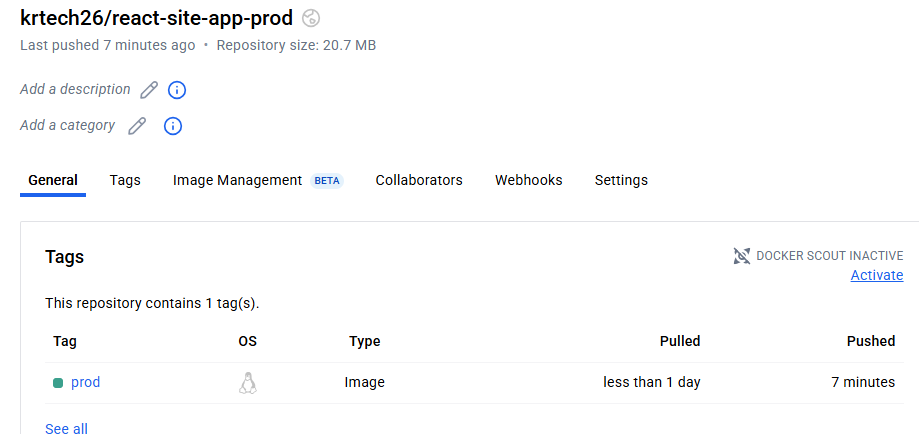 krtech26/react-site-app-prod
Last pushed 7 minutes ago • Repository size: 20.7 MB
Add a description
Add a category
General Tags Image Management BETA Collaborators Webhooks Settings
Tags
DOCKER SCOUT INACTIVE
Activate
This repository contains 1 tag(s).
Tag OS Type Pulled Pushed
prod Image less than 1 day 7 minutes
See all